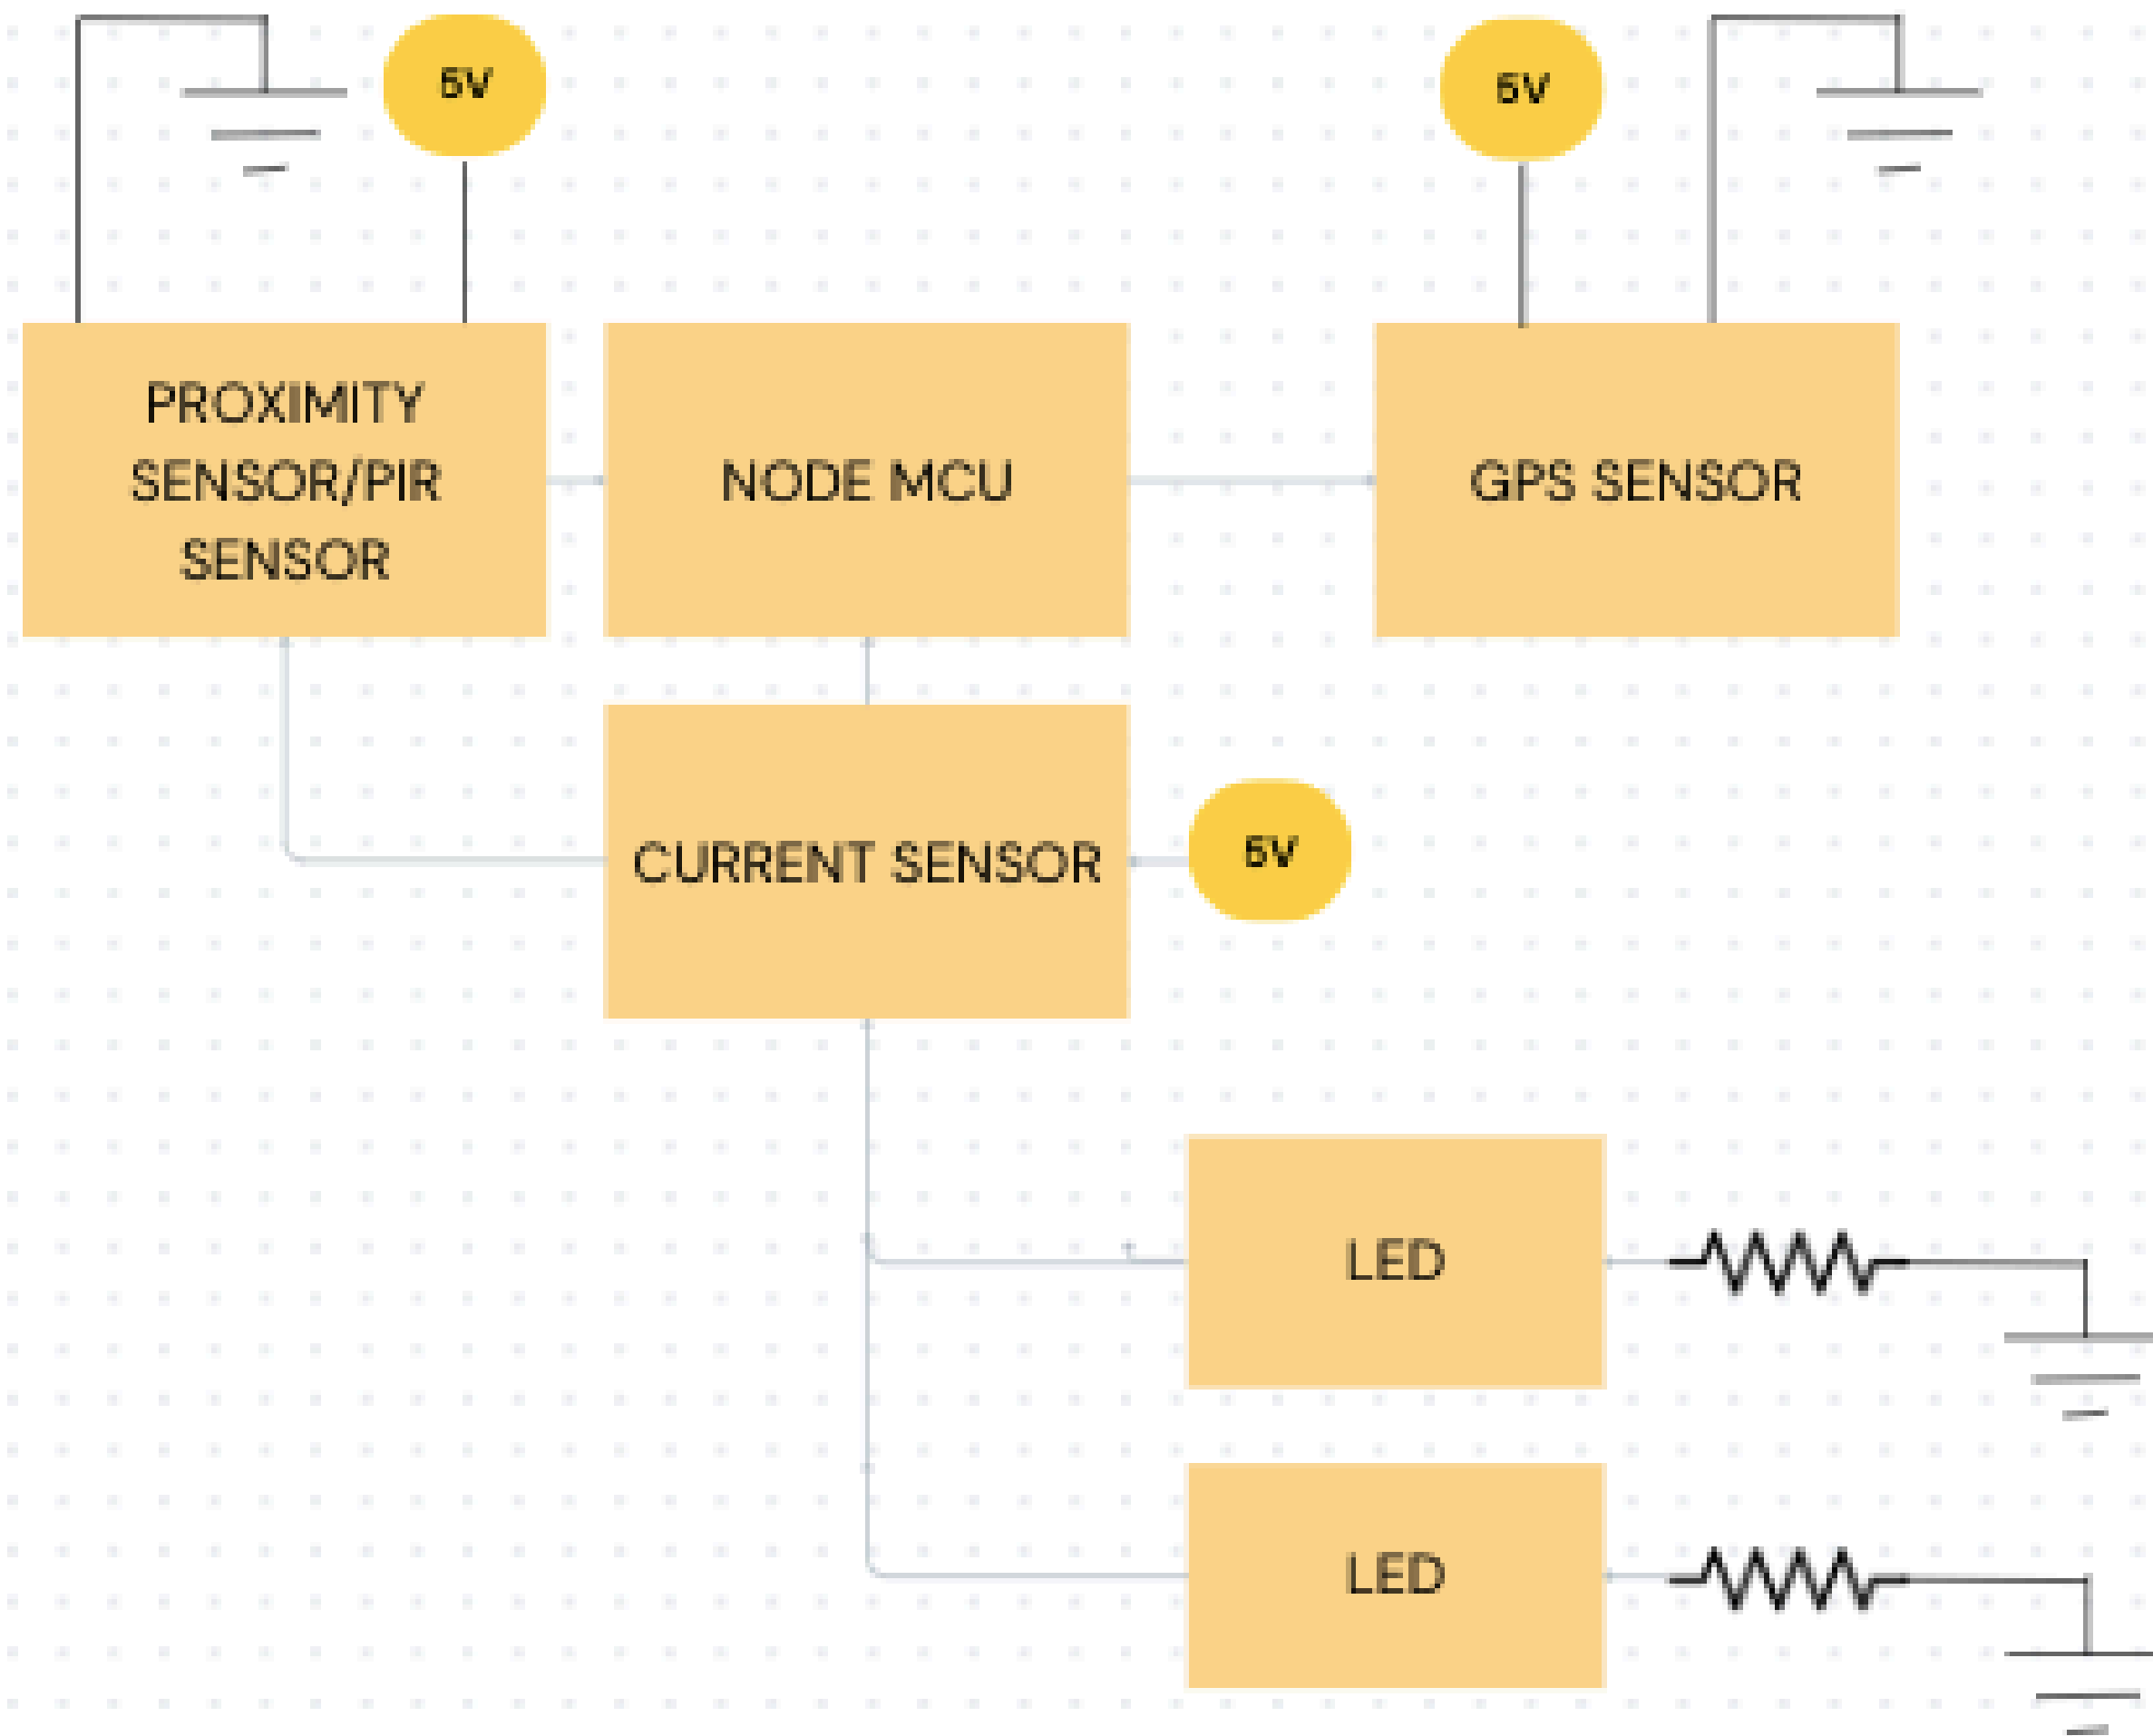 5V
5V
PROXIMITY
SENSOR/PIR
SENSOR
NODE MCU
GPS SENSOR
CURRENT SENSOR
5V
LED
LED